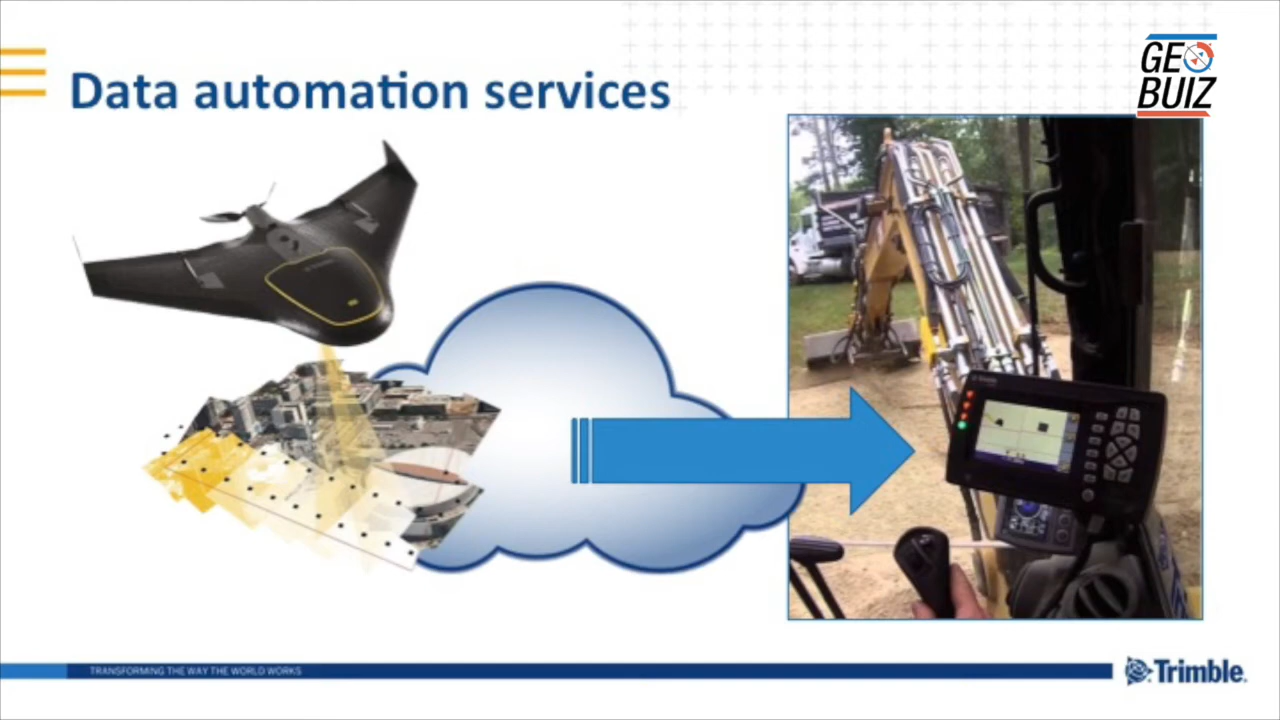 Data automation services
GEO
BUIZ
TRANSFORMING THE WAY THE WORLD WORKS
Trimble.